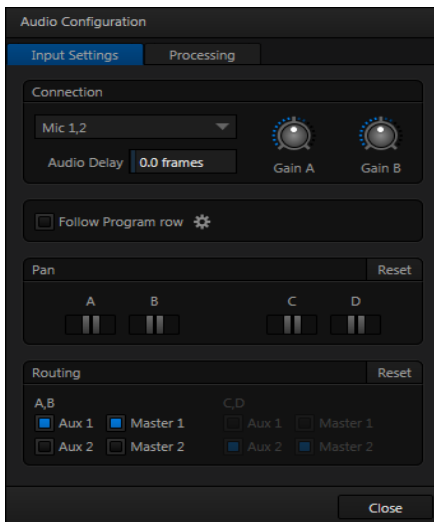 Audio Configuration
Input Settings Processing
Connection
Mic 1,2
Audio Delay 0.0 frames
Gain A Gain B
Follow Program row
Pan Reset
A B C D
Routing Reset
A,B C,D
Aux 1 Master 1 Aux 1 Master 1
Aux 2 Master 2 Aux 2 Master 2
Close